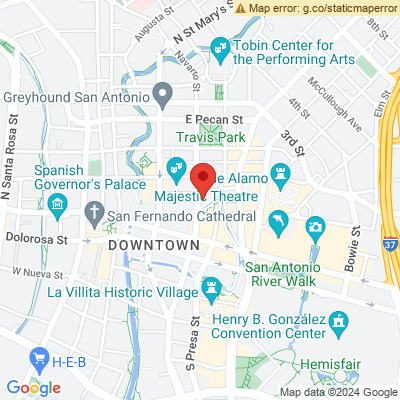 Map error: g.co/staticmaperror
Augusta St
N St Mary's St
Navarro St
8th St
Tobin Center for
the Performing Arts
McCullough Ave
Elm St
4th St
Greyhound San Antonio
E Pecan St
3rd St
Travis Park
N Santa Rosa St
Spanish
Governor's Palace
Majestic Theatre
e Alamo
San Fernando Cathedral
Dolorosa St
DOWNTOWN
Bowie St
37
W Nueva St
San Antonio
River Walk
La Villita Historic Village
S Presa St
Henry B. González
Convention Center
H-E-B
Hemisfair
Google
Map data ©2024 Google